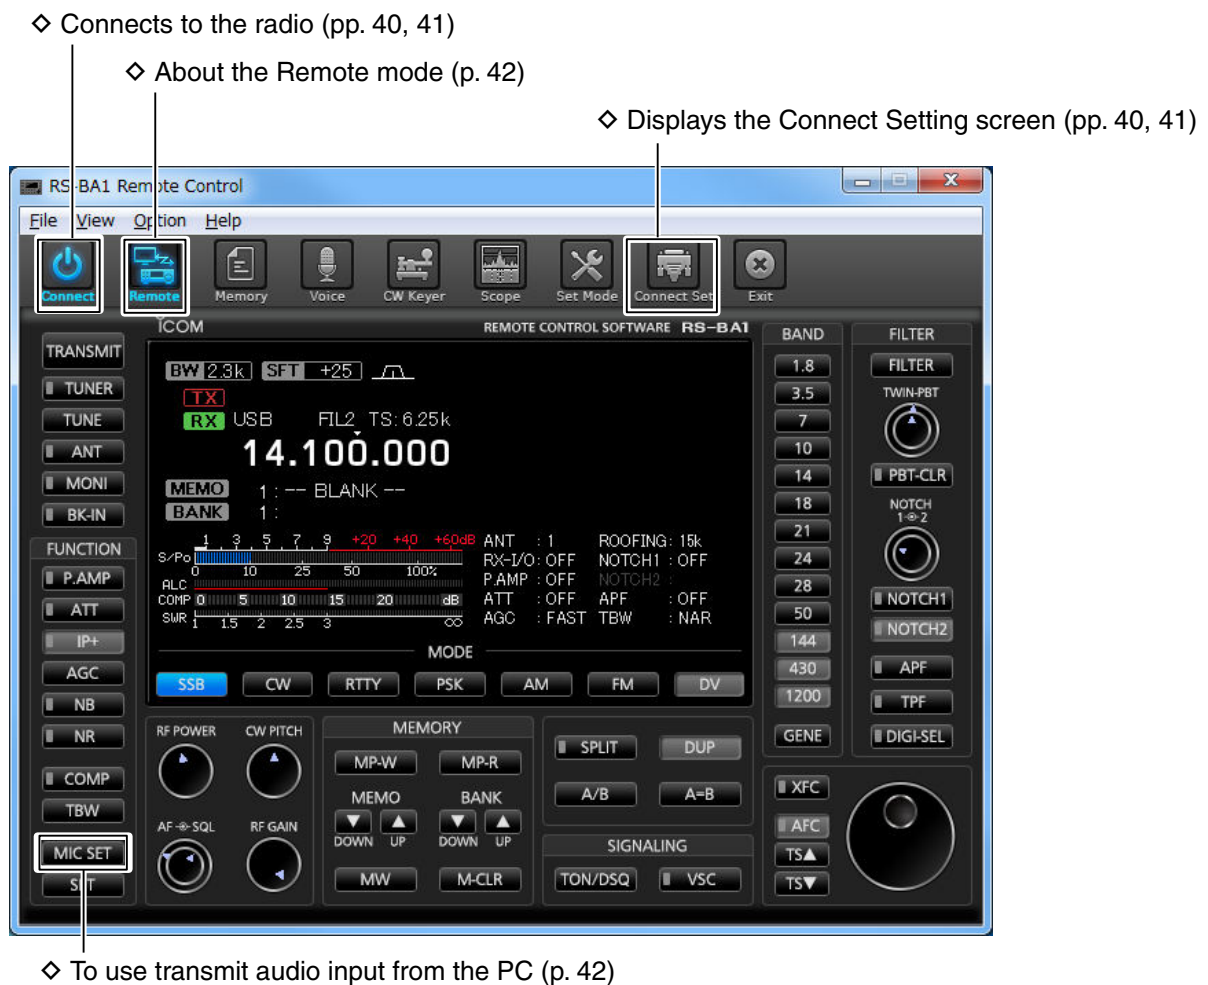 ◇ Connects to the radio (pp. 40, 41)
◇ About the Remote mode (p. 42)
◇ Displays the Connect Setting screen (pp. 40, 41)
RS-BA1 Remote Control
File View Option Help
Connect Remote Memory Voice CW Keyer Scope Set Mode Connect Set Exit
ICOM REMOTE CONTROL SOFTWARE RS-BA1
TRANSMIT
TUNER
TUNE
ANT
MONI
BK-IN
FUNCTION
P.AMP
ATT
IP+
AGC
NB
NR
COMP
TBW
MIC SET
SET
BW 2.3k SFT +25
TX
RX USB FIL2 TS: 6.25k
14.100.000
MEMO 1 : -- BLANK --
BANK 1 :
1 3 5 7 9 +20 +40 +60dB
S/Po
0 10 25 50 100%
ALC
COMP 0 5 10 15 20 dB
SWR 1 1.5 2 2.5 3 ∞
ANT : 1 ROOFING: 15k
RX-I/O: OFF NOTCH1 : OFF
P.AMP : OFF NOTCH2 :
ATT : OFF APF : OFF
AGC : FAST TBW : NAR
MODE
SSB CW RTTY PSK AM FM DV
RF POWER CW PITCH
AF SQL RF GAIN
MEMORY
MP-W MP-R
MEMO BANK
▼ ▲ ▼ ▲
DOWN UP DOWN UP
MW M-CLR
SPLIT DUP
A/B A=B
SIGNALING
TON/DSQ VSC
BAND
1.8
3.5
7
10
14
18
21
24
28
50
144
430
1200
GENE
FILTER
FILTER
TWIN-PBT
PBT-CLR
NOTCH
1 2
NOTCH1
NOTCH2
APF
TPF
DIGI-SEL
XFC
AFC
TS▲
TS▼
◇ To use transmit audio input from the PC (p. 42)